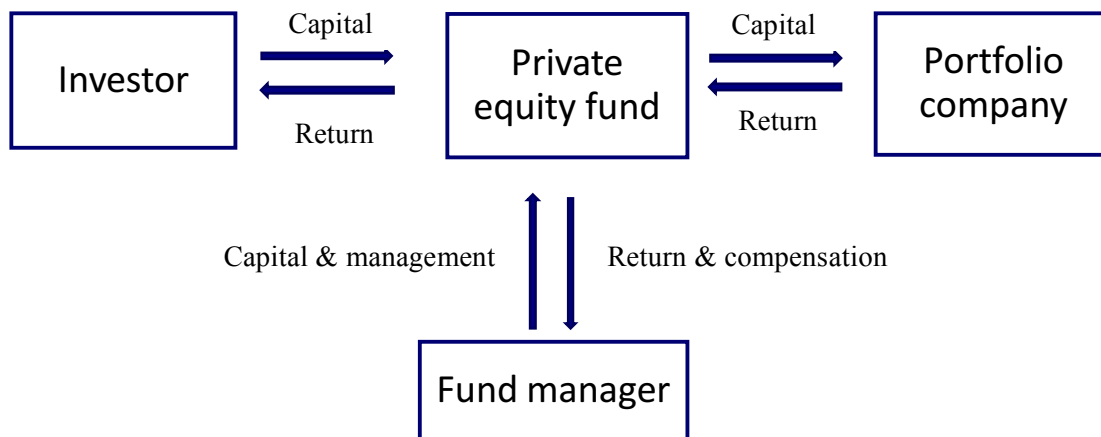 Capital
Capital
Investor
Private
equity fund
Portfolio
company
Return
Return
Capital & management
Return & compensation
Fund manager